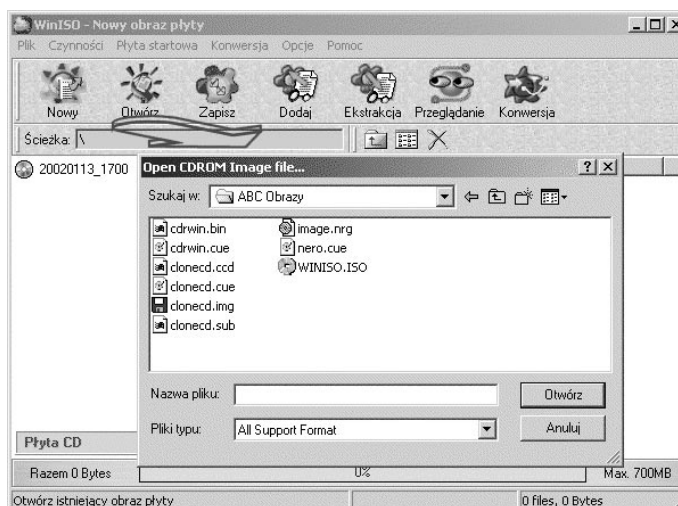 WinISO - Nowy obraz płyty
Plik Czynności Płyta startowa Konwersja Opcje Pomoc
Nowy Otwórz Zapisz Dodaj Ekstrakcja Przeglądanie Konwersja
Ścieżka: \
20020113_1700
Open CDROM Image file...
Szukaj w: ABC Obrazy
cdrwin.bin
cdrwin.cue
clonecd.ccd
clonecd.cue
clonecd.img
clonecd.sub
image.nrg
nero.cue
WINISO.ISO
Nazwa pliku:
Otwórz
Pliki typu: All Support Format
Anuluj
Płyta CD
Razem 0 Bytes 0% Max. 700MB
Otwórz istniejący obraz płyty 0 files, 0 Bytes